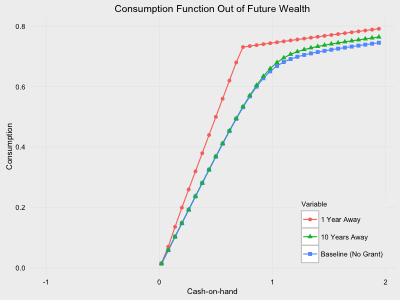 Consumption Function Out of Future Wealth
0.8
0.6
0.4
0.2
0.0
Consumption
Variable
1 Year Away
10 Years Away
Baseline (No Grant)
-1
0
1
2
Cash-on-hand